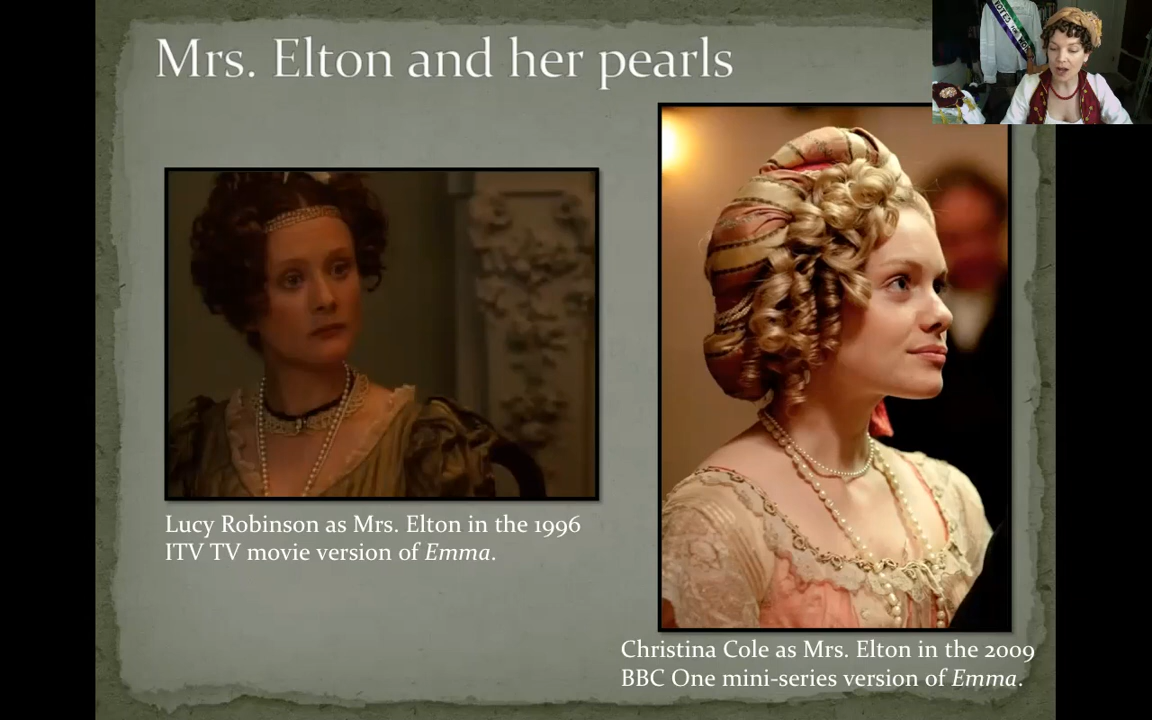 Mrs. Elton and her pearls
Lucy Robinson as Mrs. Elton in the 1996
ITV TV movie version of Emma.
Christina Cole as Mrs. Elton in the 2009
BBC One mini-series version of Emma.